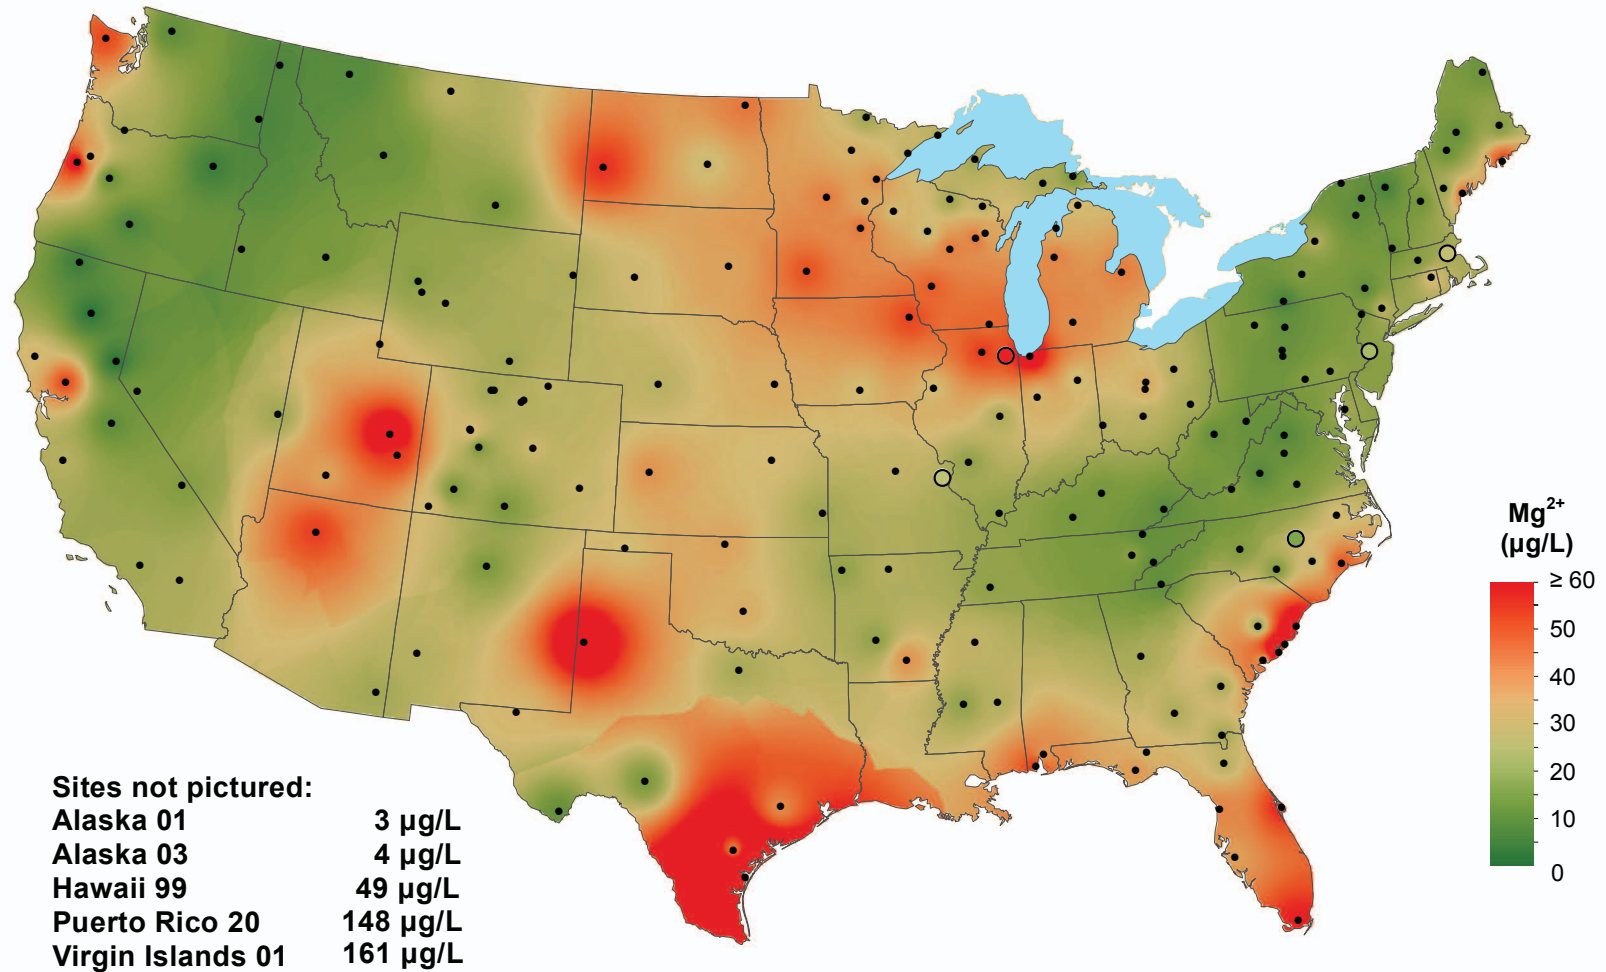 Mg2+
(µg/L)
≥ 60
50
40
30
20
10
0
Sites not pictured:
Alaska 01 3 µg/L
Alaska 03 4 µg/L
Hawaii 99 49 µg/L
Puerto Rico 20 148 µg/L
Virgin Islands 01 161 µg/L